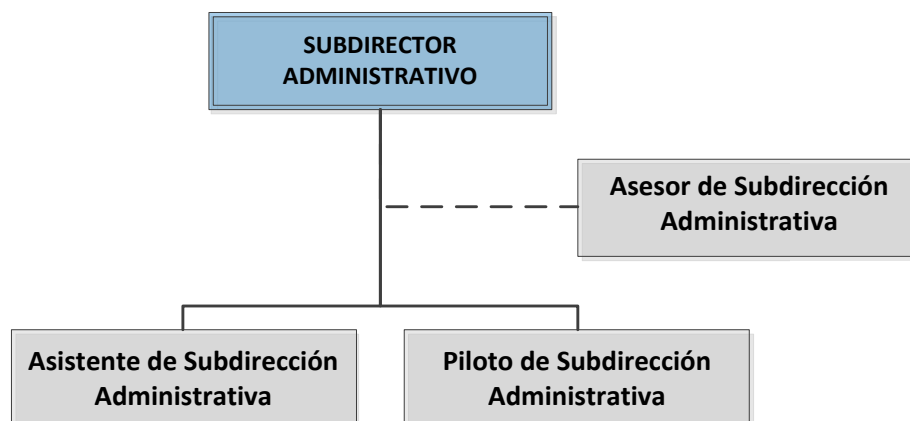 SUBDIRECTOR
ADMINISTRATIVO
Asesor de Subdirección
Administrativa
Asistente de Subdirección
Administrativa
Piloto de Subdirección
Administrativa